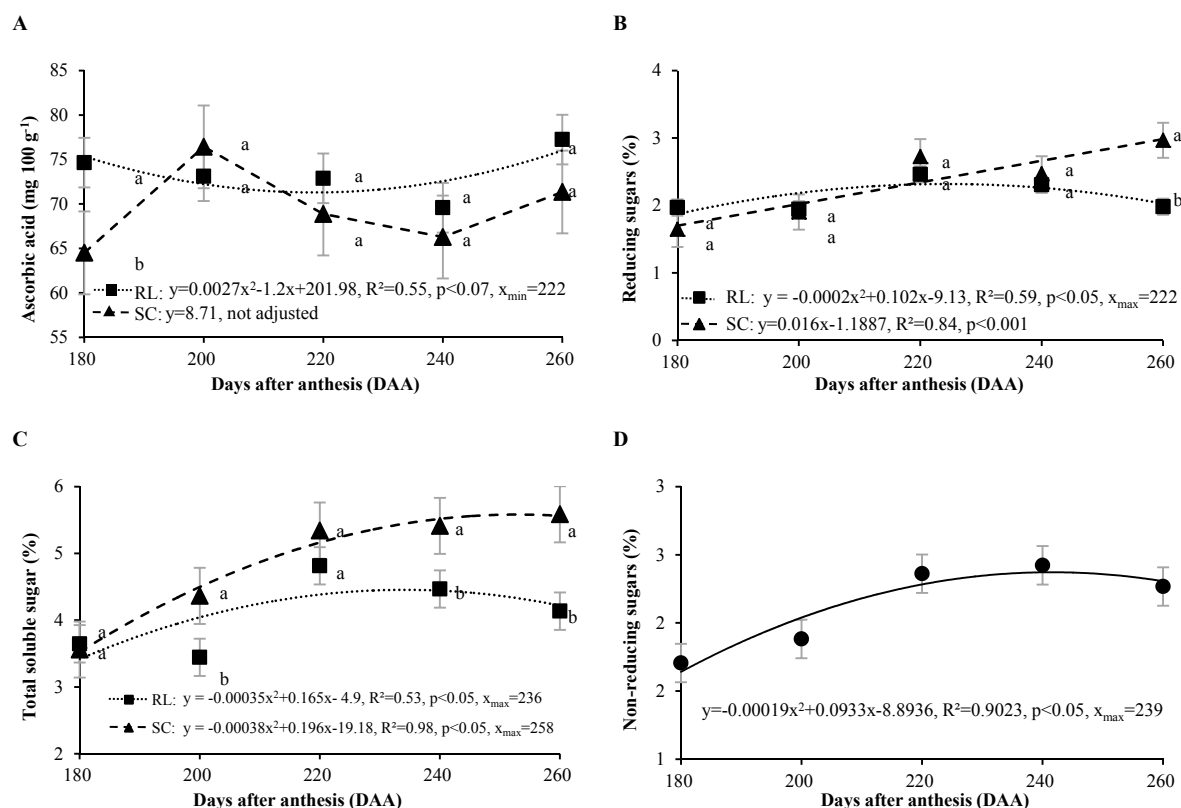 A
Ascorbic acid (mg 100 g⁻¹)
85
80
75
70
65
60
55
a
a
a
a
a
a
a
a
a
b
RL: y=0.0027x²-1.2x+201.98, R²=0.55, p<0.07, xmin=222
SC: y=8.71, not adjusted
180 200 220 240 260
Days after anthesis (DAA)
B
Reducing sugars (%)
4
3
3
2
2
1
1
0
a
a
a
a
a
a
a
a
a
b
RL: y = -0.0002x²+0.102x-9.13, R²=0.59, p<0.05, xmax=222
SC: y=0.016x-1.1887, R²=0.84, p<0.001
180 200 220 240 260
Days after anthesis (DAA)
C
Total soluble sugar (%)
6
5
4
3
2
a
a
a
b
a
a
a
b
a
b
RL: y = -0.00035x²+0.165x- 4.9, R²=0.53, p<0.05, xmax=236
SC: y = -0.00038x²+0.196x-19.18, R²=0.98, p<0.05, xmax=258
180 200 220 240 260
Days after anthesis (DAA)
D
Non-reducing sugars (%)
3
3
2
2
1
y=-0.00019x²+0.0933x-8.8936, R²=0.9023, p<0.05, xmax=239
180 200 220 240 260
Days after anthesis (DAA)